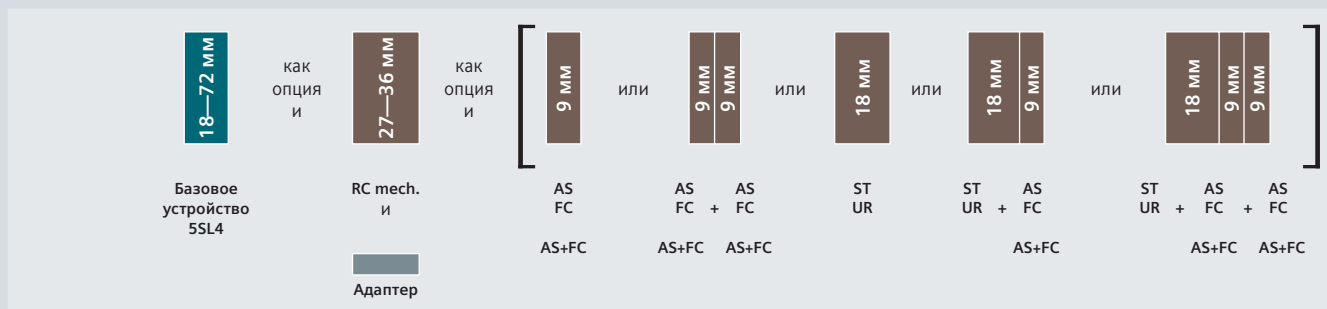 18—72 мм
как
опция
и
27—36 мм
как
опция
и
9 мм
или
9 мм
9 мм
или
18 мм
или
18 мм
9 мм
или
18 мм
9 мм
9 мм
Базовое
устройство
5SL4
RC mech.
и
Адаптер
AS
FC
AS+FC
AS AS
FC + FC
AS+FC AS+FC
ST
UR
ST AS
UR + FC
AS+FC
ST AS AS
UR + FC + FC
AS+FC AS+FC